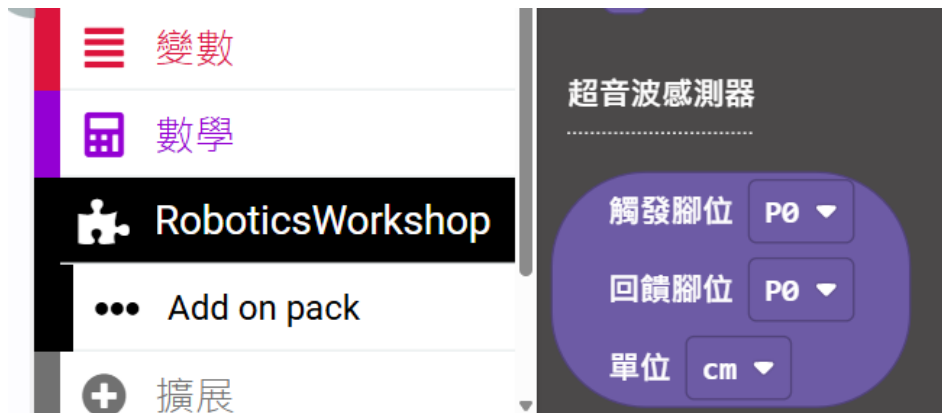 變數
數學
RoboticsWorkshop
Add on pack
擴展
超音波感測器
觸發腳位 P0
回饋腳位 P0
單位 cm